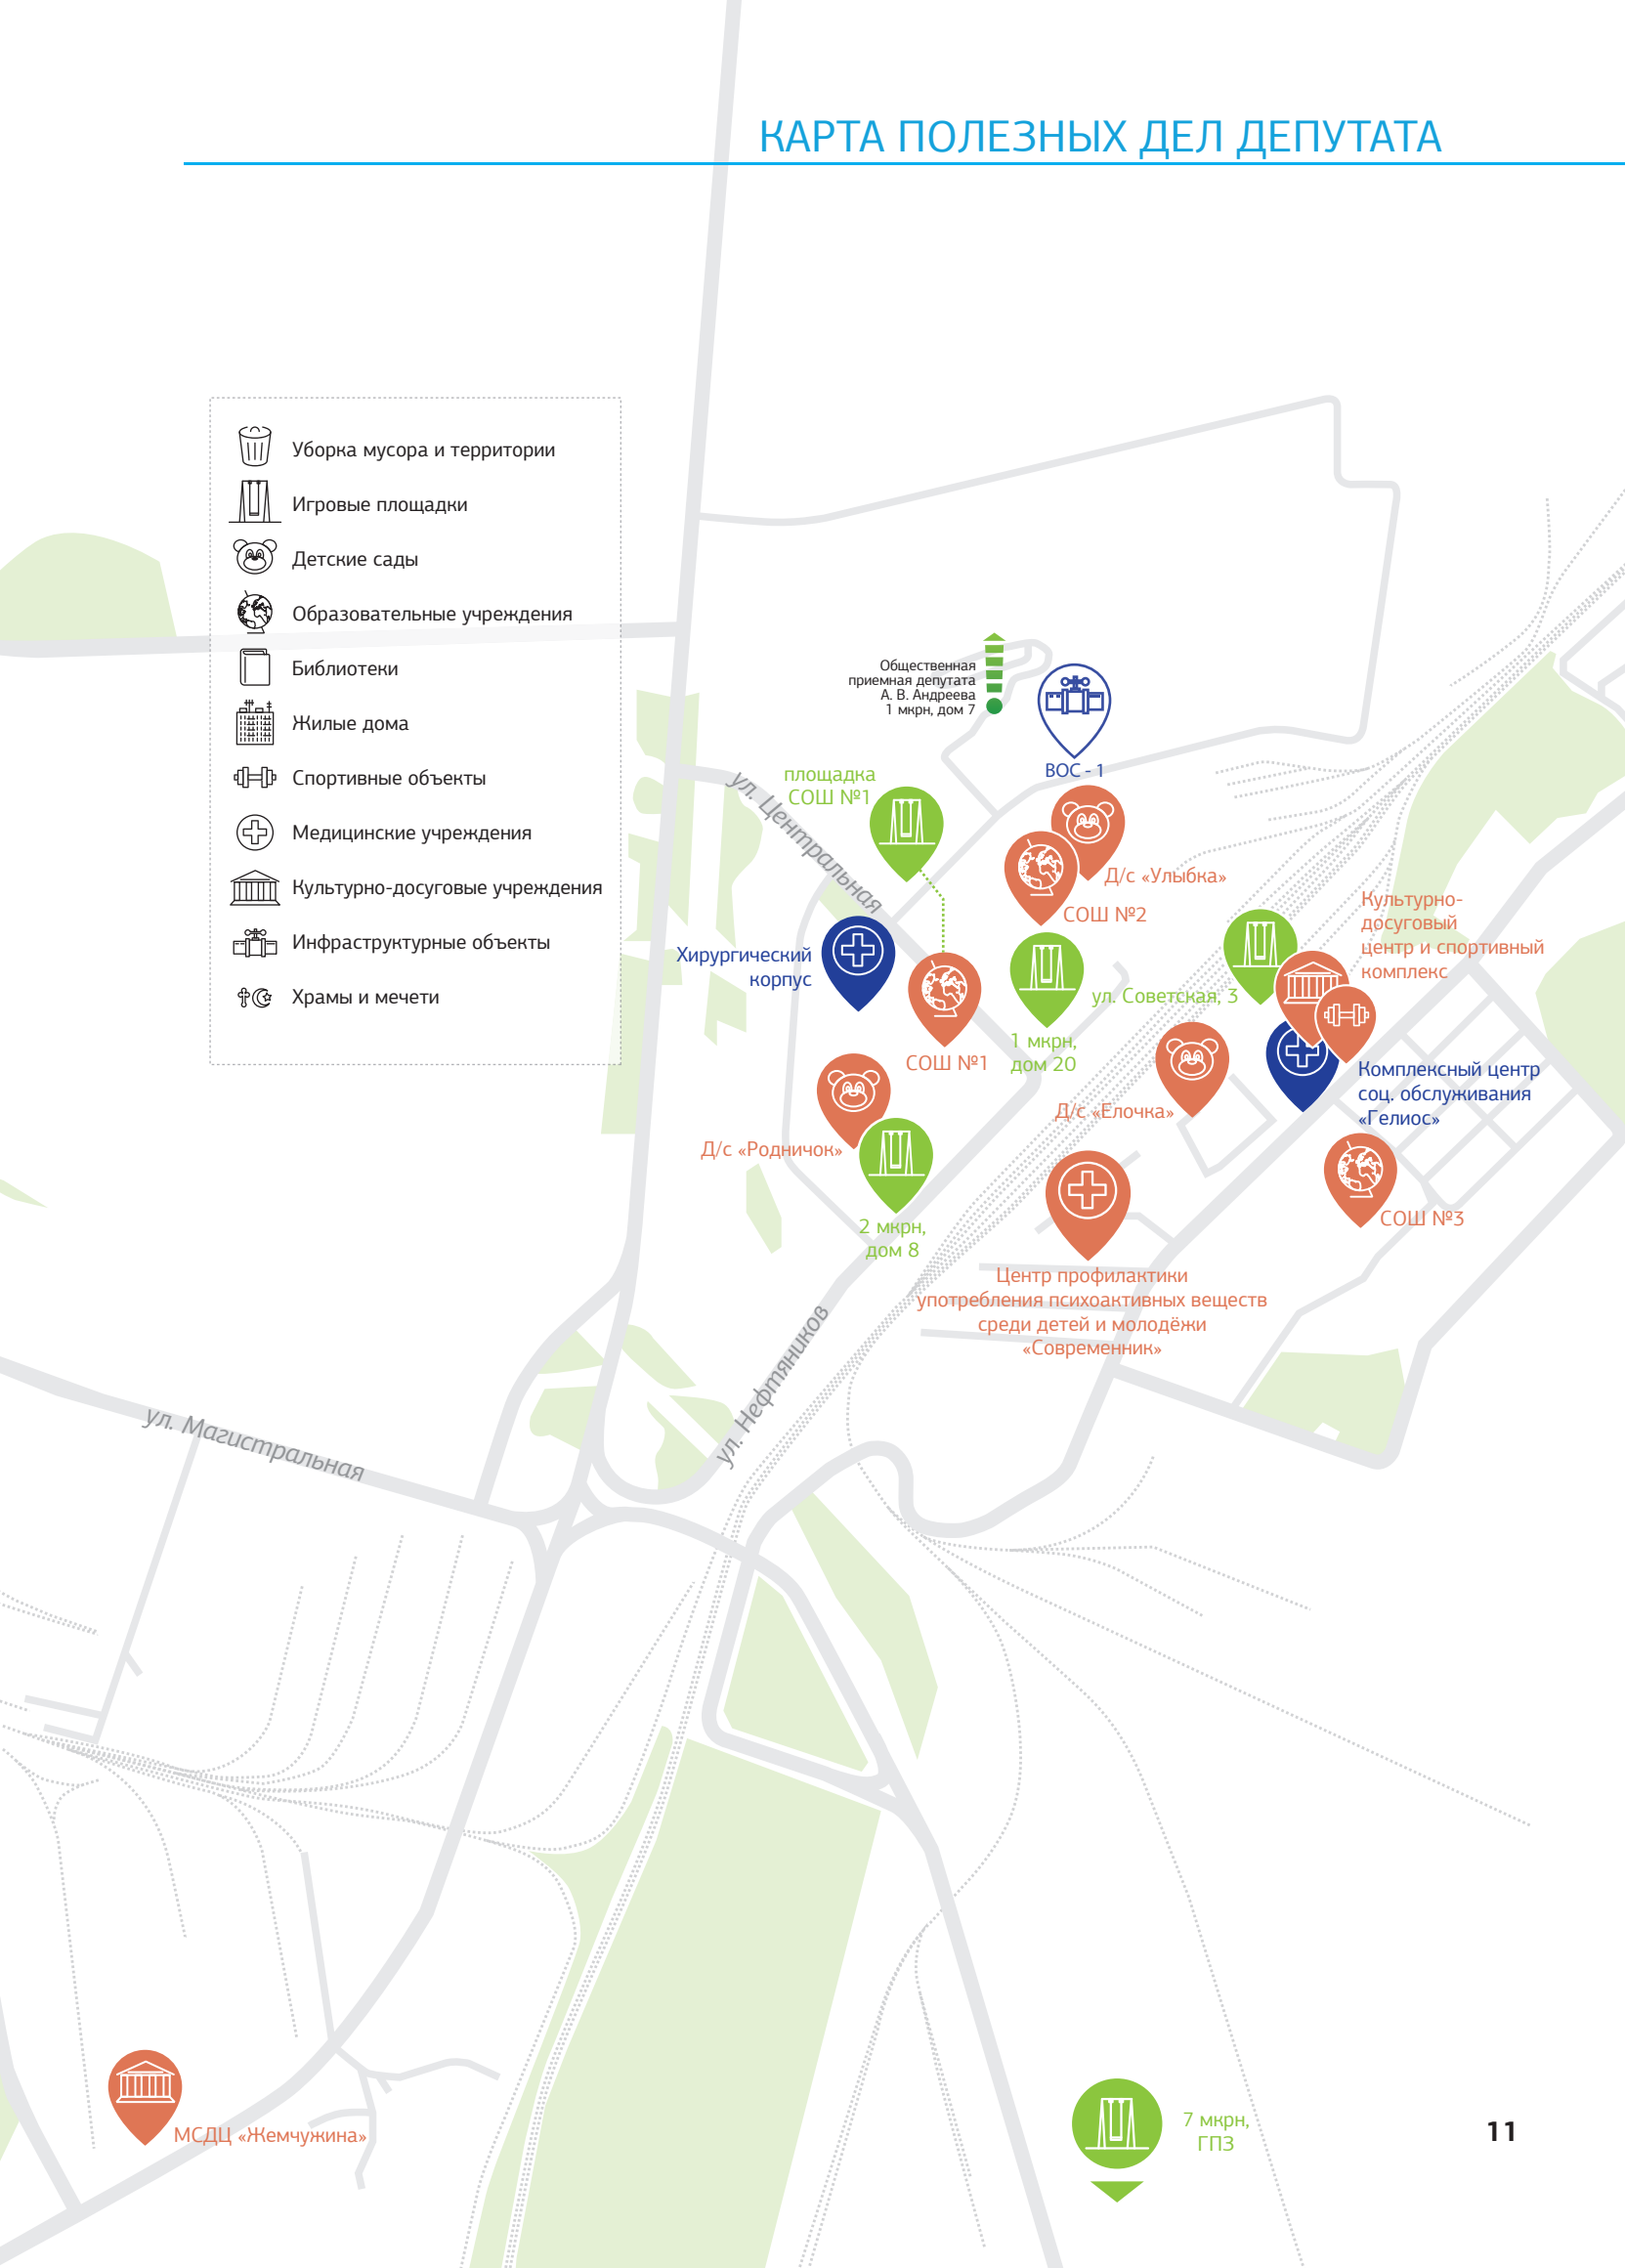 КАРТА ПОЛЕЗНЫХ ДЕЛ ДЕПУТАТА
Уборка мусора и территории
Игровые площадки
Детские сады
Образовательные учреждения
Библиотеки
Жилые дома
Спортивные объекты
Медицинские учреждения
Культурно-досуговые учреждения
Инфраструктурные объекты
Храмы и мечети
Общественная
приемная депутата
А. В. Андреева
1 мкрн, дом 7
ВОС - 1
площадка
СОШ №1
ул. Центральная
Д/с «Улыбка»
СОШ №2
Культурно-
досуговый
центр и спортивный
комплекс
Хирургический
корпус
ул. Советская, 3
СОШ №1
1 мкрн,
дом 20
Комплексный центр
соц. обслуживания
«Гелиос»
Д/с «Елочка»
Д/с «Родничок»
2 мкрн,
дом 8
СОШ №3
Центр профилактики
употребления психоактивных веществ
среди детей и молодёжи
«Современник»
ул. Нефтяников
ул. Магистральная
МСДЦ «Жемчужина»
7 мкрн,
ГПЗ
11